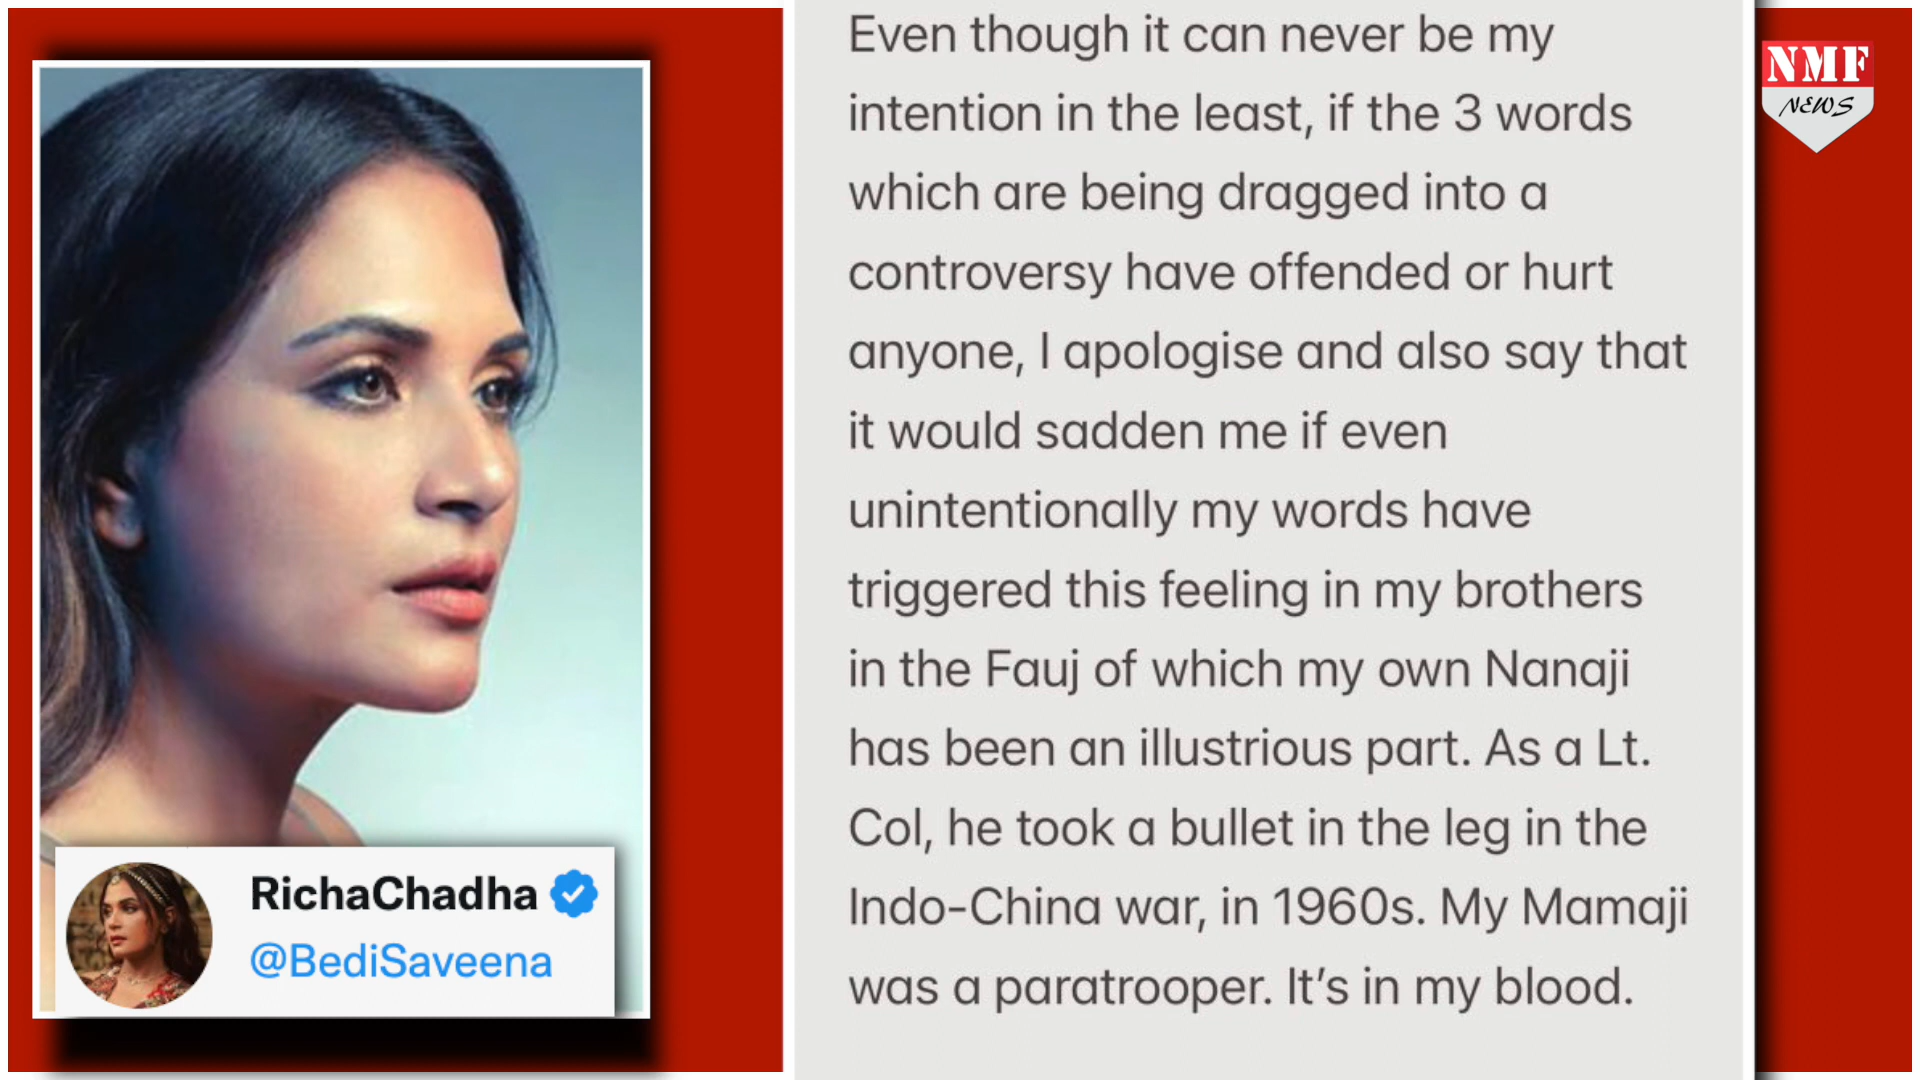 Even though it can never be my
intention in the least, if the 3 words
which are being dragged into a
controversy have offended or hurt
anyone, I apologise and also say that
it would sadden me if even
unintentionally my words have
triggered this feeling in my brothers
in the Fauj of which my own Nanaji
has been an illustrious part. As a Lt.
Col, he took a bullet in the leg in the
Indo-China war, in 1960s. My Mamaji
was a paratrooper. It's in my blood.
RichaChadha
@BediSaveena
NMF
NEWS